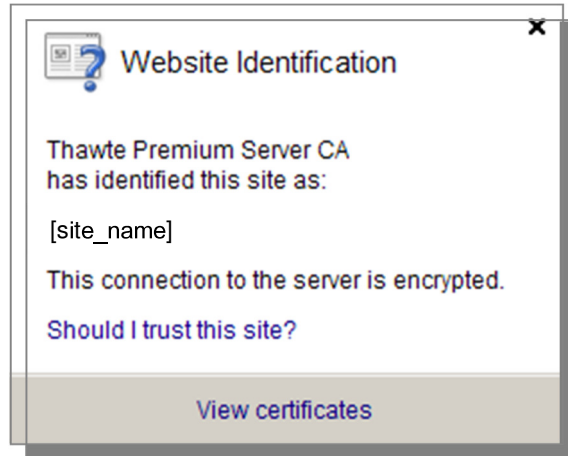 Website Identification
Thawte Premium Server CA
has identified this site as:
[site_name]
This connection to the server is encrypted.
Should I trust this site?
View certificates